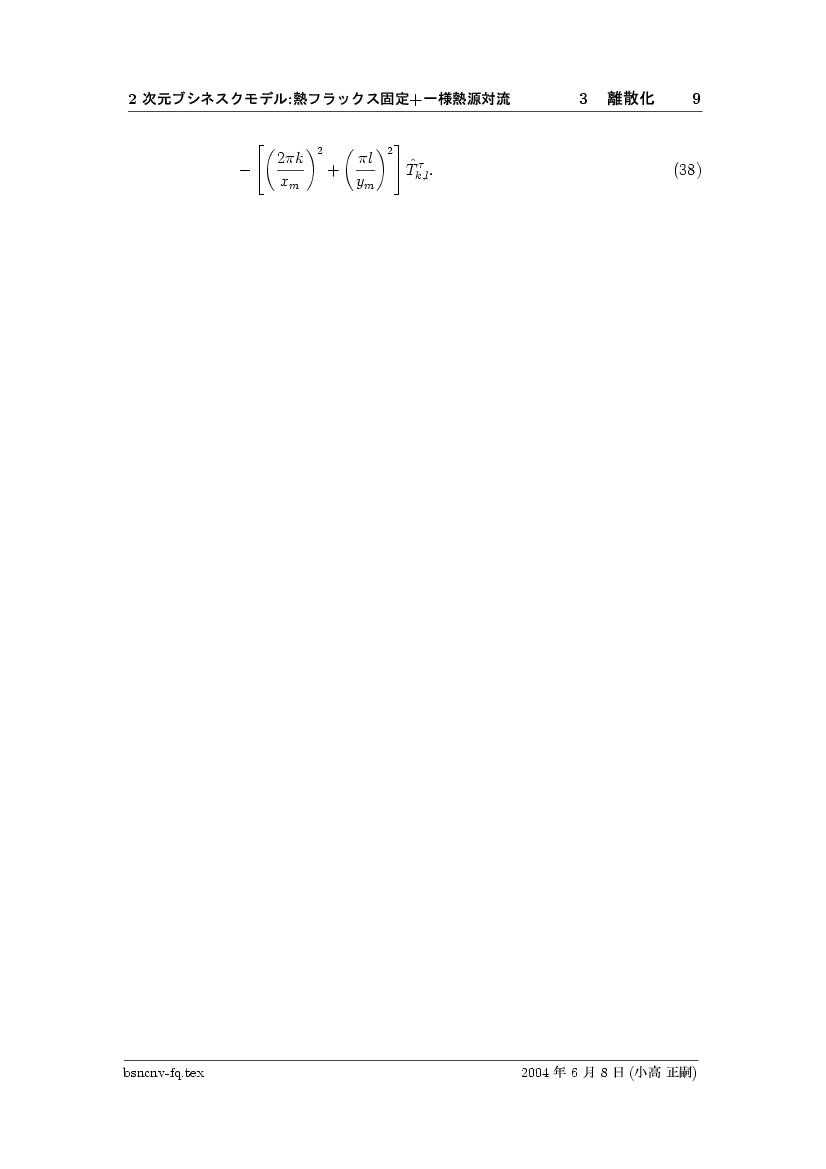 2 次元ブシネスクモデル:熱フラックス固定+一様熱源対流 3 離散化 9
$-\left[\left(\frac{2\pi k}{x_m}\right)^2+\left(\frac{\pi l}{y_m}\right)^2\right]\hat{T}^{\tau}_{k,l}.$ (38)
bsncnv-fq.tex 2004 年 6 月 8 日 (小高 正嗣)